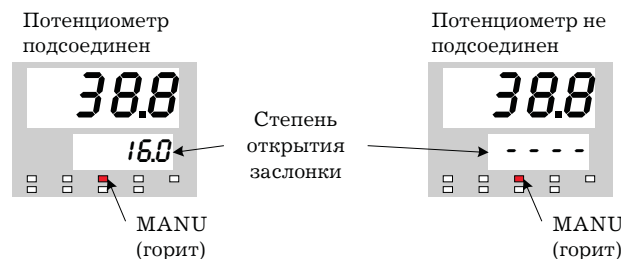 Потенциометр
подсоединен
38.8
16.0
MANU
(горит)
Степень
открытия
заслонки
Потенциометр не
подсоединен
38.8
- - - -
MANU
(горит)